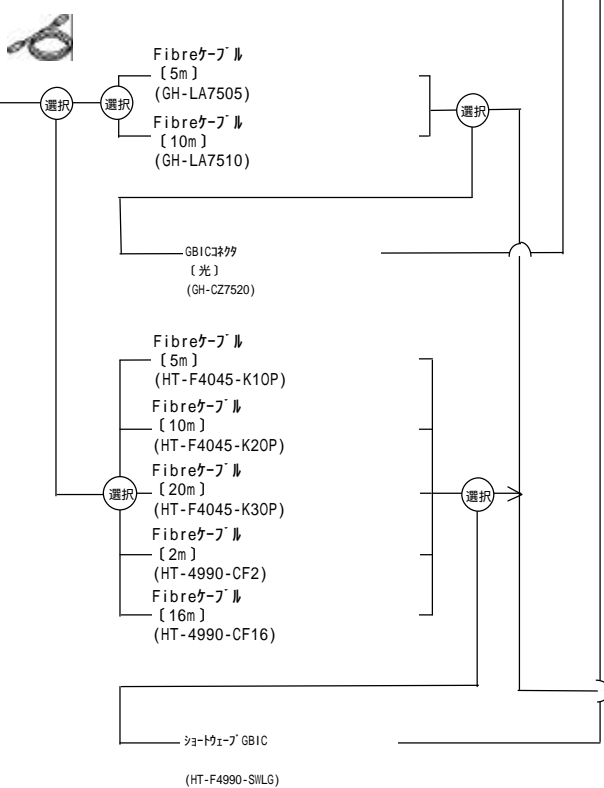 Fibreｹｰﾌﾞﾙ
〔5m〕
(GH-LA7505)
選択
選択
選択
Fibreｹｰﾌﾞﾙ
〔10m〕
(GH-LA7510)
GBICｺﾈｸﾀ
〔光〕
(GH-CZ7520)
Fibreｹｰﾌﾞﾙ
〔5m〕
(HT-F4045-K10P)
Fibreｹｰﾌﾞﾙ
〔10m〕
(HT-F4045-K20P)
Fibreｹｰﾌﾞﾙ
選択
〔20m〕
選択
(HT-F4045-K30P)
Fibreｹｰﾌﾞﾙ
〔2m〕
(HT-4990-CF2)
Fibreｹｰﾌﾞﾙ
〔16m〕
(HT-4990-CF16)
ｼｮｰﾄｳｪｰﾌﾞGBIC
(HT-F4990-SWLG)